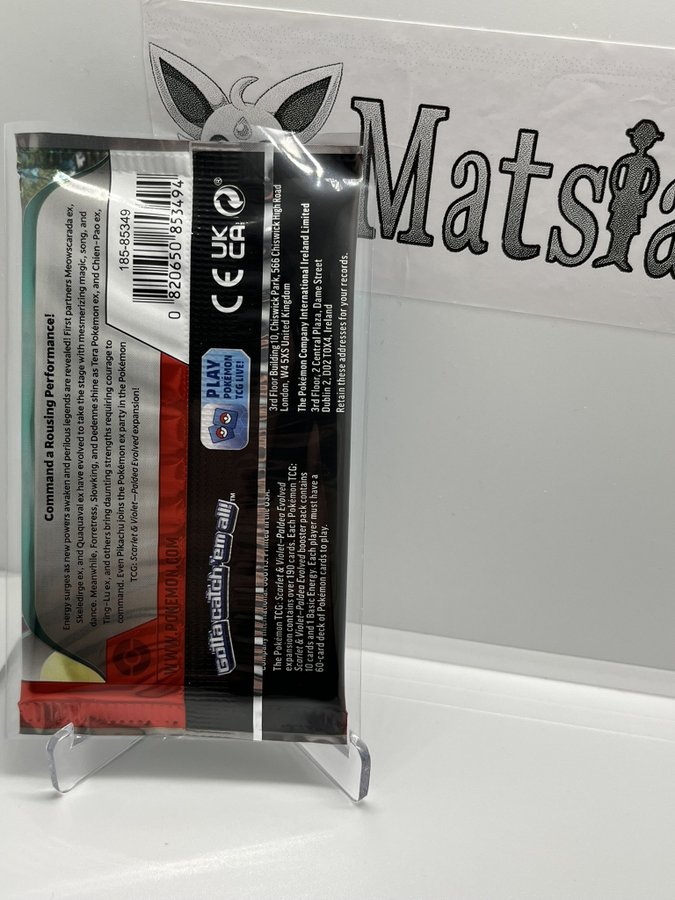 Matsia
Command a Rousing Performance!
Energy surges as new powers awaken and perilous legends are revealed! First partners Meowscarada ex,
Skeledirge ex, and Quaquaval ex have evolved to take the stage with mesmerizing magic, song, and
dance. Meanwhile, Forretress, Slowking, and Dedenne shine as Tera Pokémon ex, and Chien-Pao ex,
Ting-Lu ex, and others bring daunting strengths requiring courage to
command. Even Pikachu joins the Pokémon ex party in the Pokémon
TCG: Scarlet & Violet—Paldea Evolved expansion!
185-85349
0 820650 853494
WWW.POKEMON.COM
CE UK CA
PLAY
POKÉMON
TCG LIVE!
Gotta catch 'em all!™
3rd Floor Building 10, Chiswick Park, 566 Chiswick High Road
London, W4 5XS United Kingdom
The Pokémon Company International Ireland Limited
3rd Floor, 2 Central Plaza, Dame Street
Dublin 2, D02 T0X4, Ireland
Retain these addresses for your records.
Printed in the USA.
The Pokémon TCG: Scarlet & Violet—Paldea Evolved
expansion contains over 190 cards. Each Pokémon TCG:
Scarlet & Violet—Paldea Evolved booster pack contains
10 cards and 1 Basic Energy. Each player must have a
60-card deck of Pokémon cards to play.